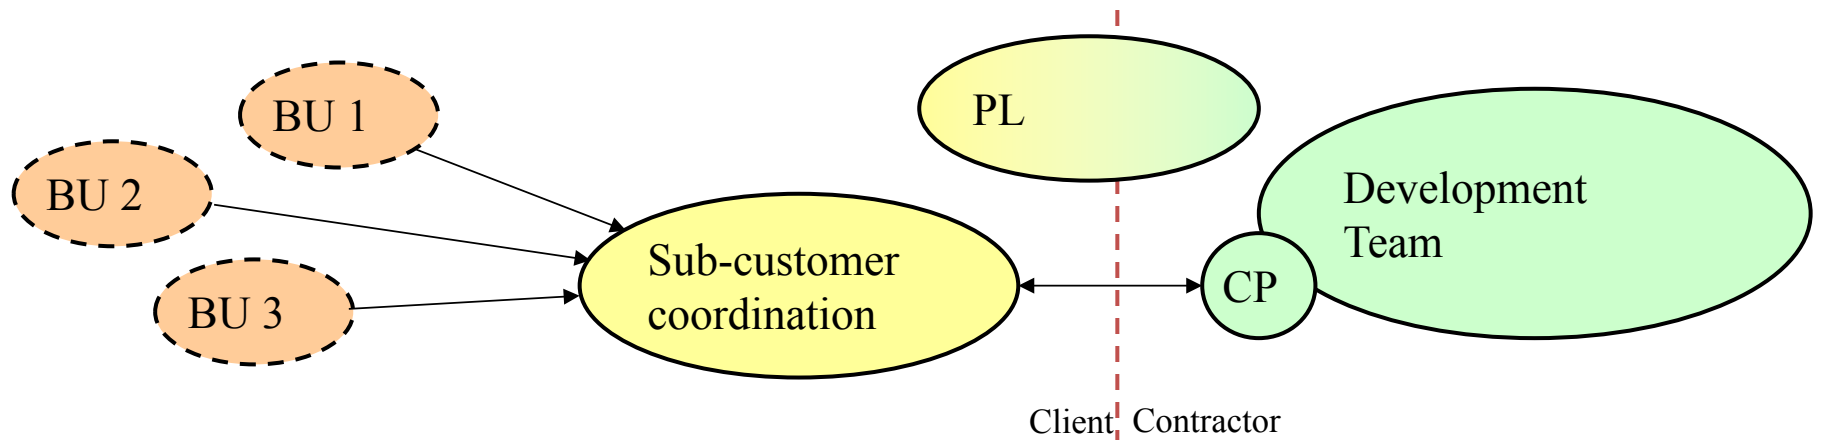 BU 1
BU 2
BU 3
Sub-customer
coordination
PL
Development
Team
CP
Client
Contractor